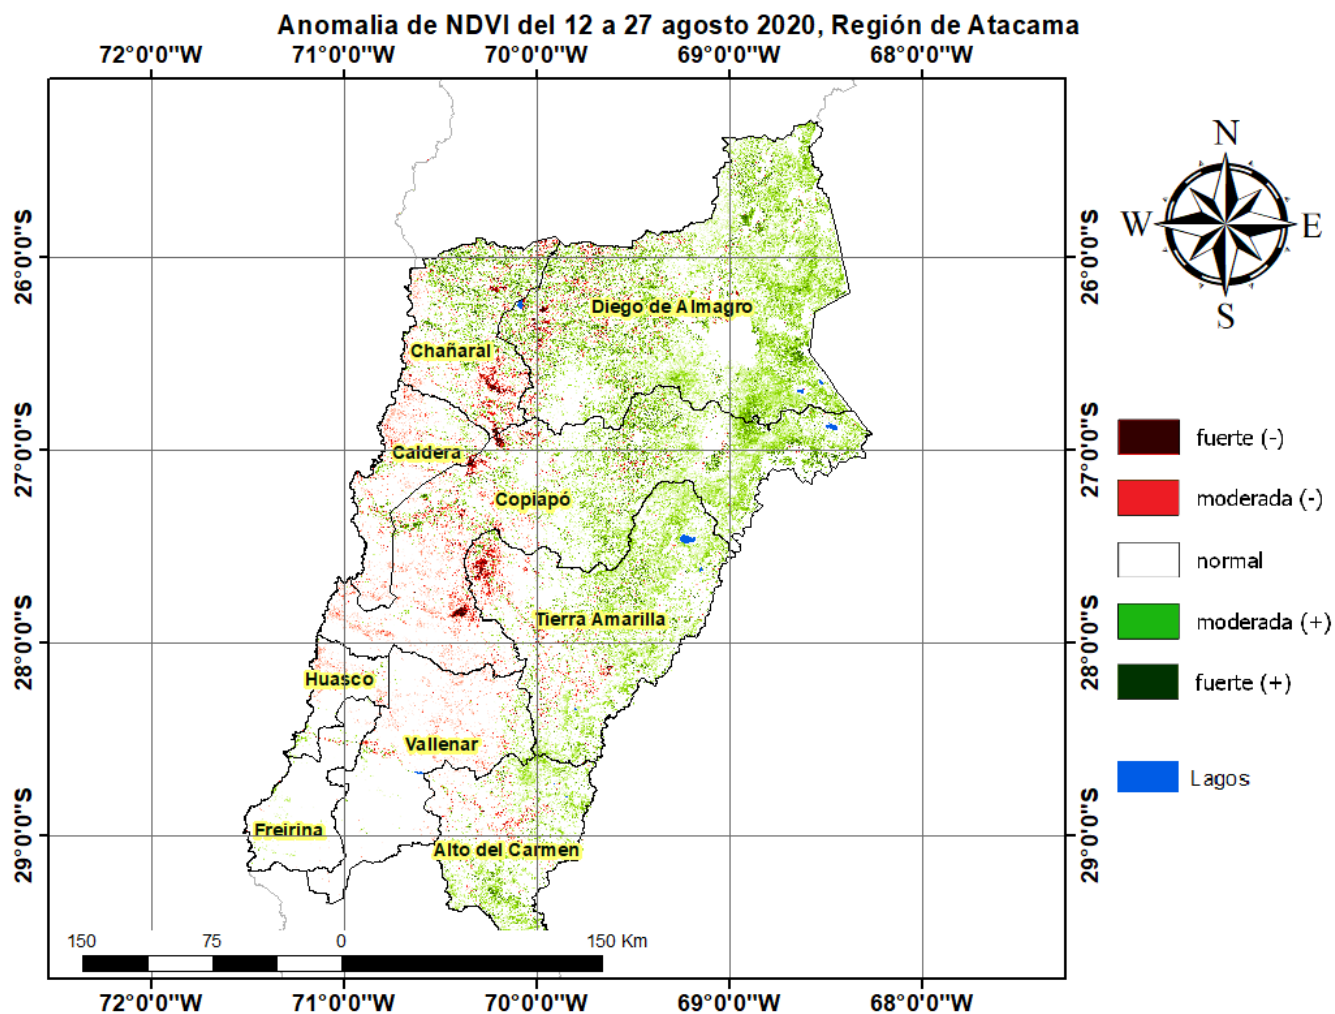 Anomalia de NDVI del 12 a 27 agosto 2020, Región de Atacama
72°0'0"W 71°0'0"W 70°0'0"W 69°0'0"W 68°0'0"W
N
W E
S
26°0'0"S 26°0'0"S
Diego de Almagro
Chañaral
27°0'0"S 27°0'0"S
fuerte (-)
Caldera
Copiapó
moderada (-)
normal
28°0'0"S 28°0'0"S
Tierra Amarilla
moderada (+)
Huasco
fuerte (+)
Vallenar
Lagos
29°0'0"S 29°0'0"S
Freirina
Alto del Carmen
150 75 0 150 Km
72°0'0"W 71°0'0"W 70°0'0"W 69°0'0"W 68°0'0"W